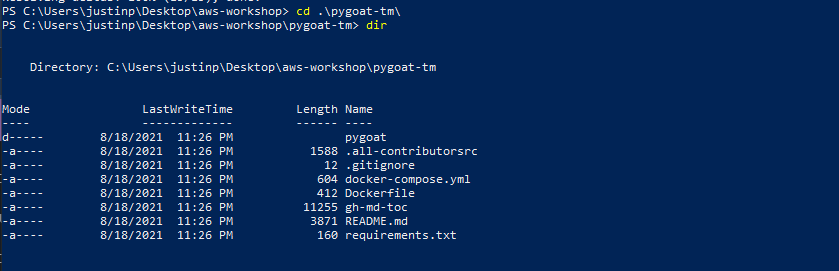 PS C:\Users\justinp\Desktop\aws-workshop> cd .\pygoat-tm\
PS C:\Users\justinp\Desktop\aws-workshop\pygoat-tm> dir
Directory: C:\Users\justinp\Desktop\aws-workshop\pygoat-tm
Mode LastWriteTime Length Name
---- ------------- ------ ----
d----- 8/18/2021 11:26 PM pygoat
-a---- 8/18/2021 11:26 PM 1588 .all-contributorsrc
-a---- 8/18/2021 11:26 PM 12 .gitignore
-a---- 8/18/2021 11:26 PM 604 docker-compose.yml
-a---- 8/18/2021 11:26 PM 412 Dockerfile
-a---- 8/18/2021 11:26 PM 11255 gh-md-toc
-a---- 8/18/2021 11:26 PM 3871 README.md
-a---- 8/18/2021 11:26 PM 160 requirements.txt